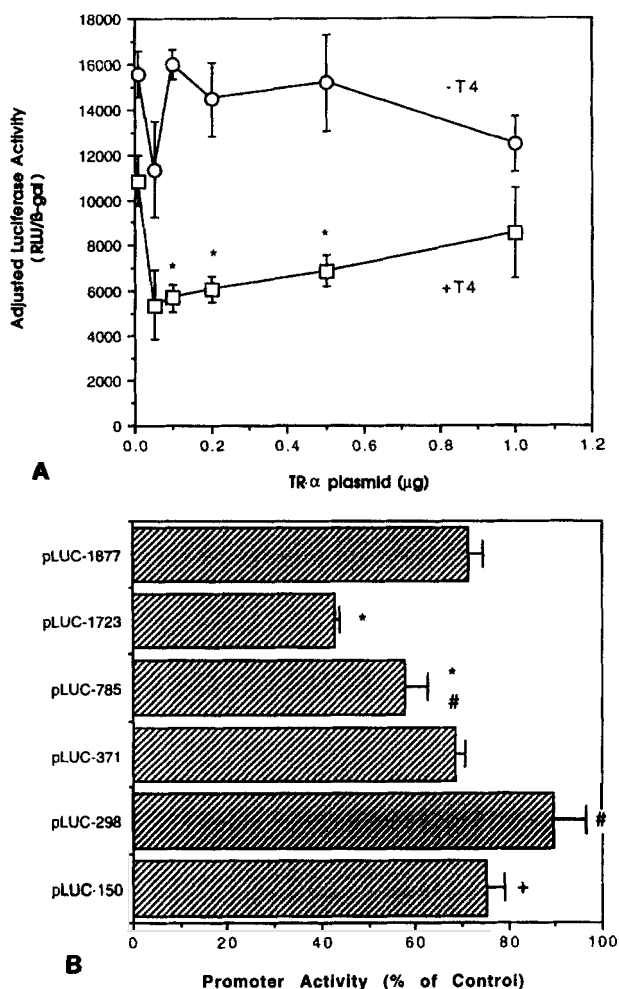 18000
16000
14000
12000
10000
8000
6000
4000
2000
0
Adjusted Luciferase Activity
(RLU/ß-gal)
- T4
* * *
+T4
0.0 0.2 0.4 0.6 0.8 1.0 1.2
TR-α plasmid (µg)
A
pLUC-1877
pLUC-1723 *
pLUC-785 *
#
pLUC-371
pLUC-298 #
pLUC-150 +
0 20 40 60 80 100
B
Promoter Activity (% of Control)